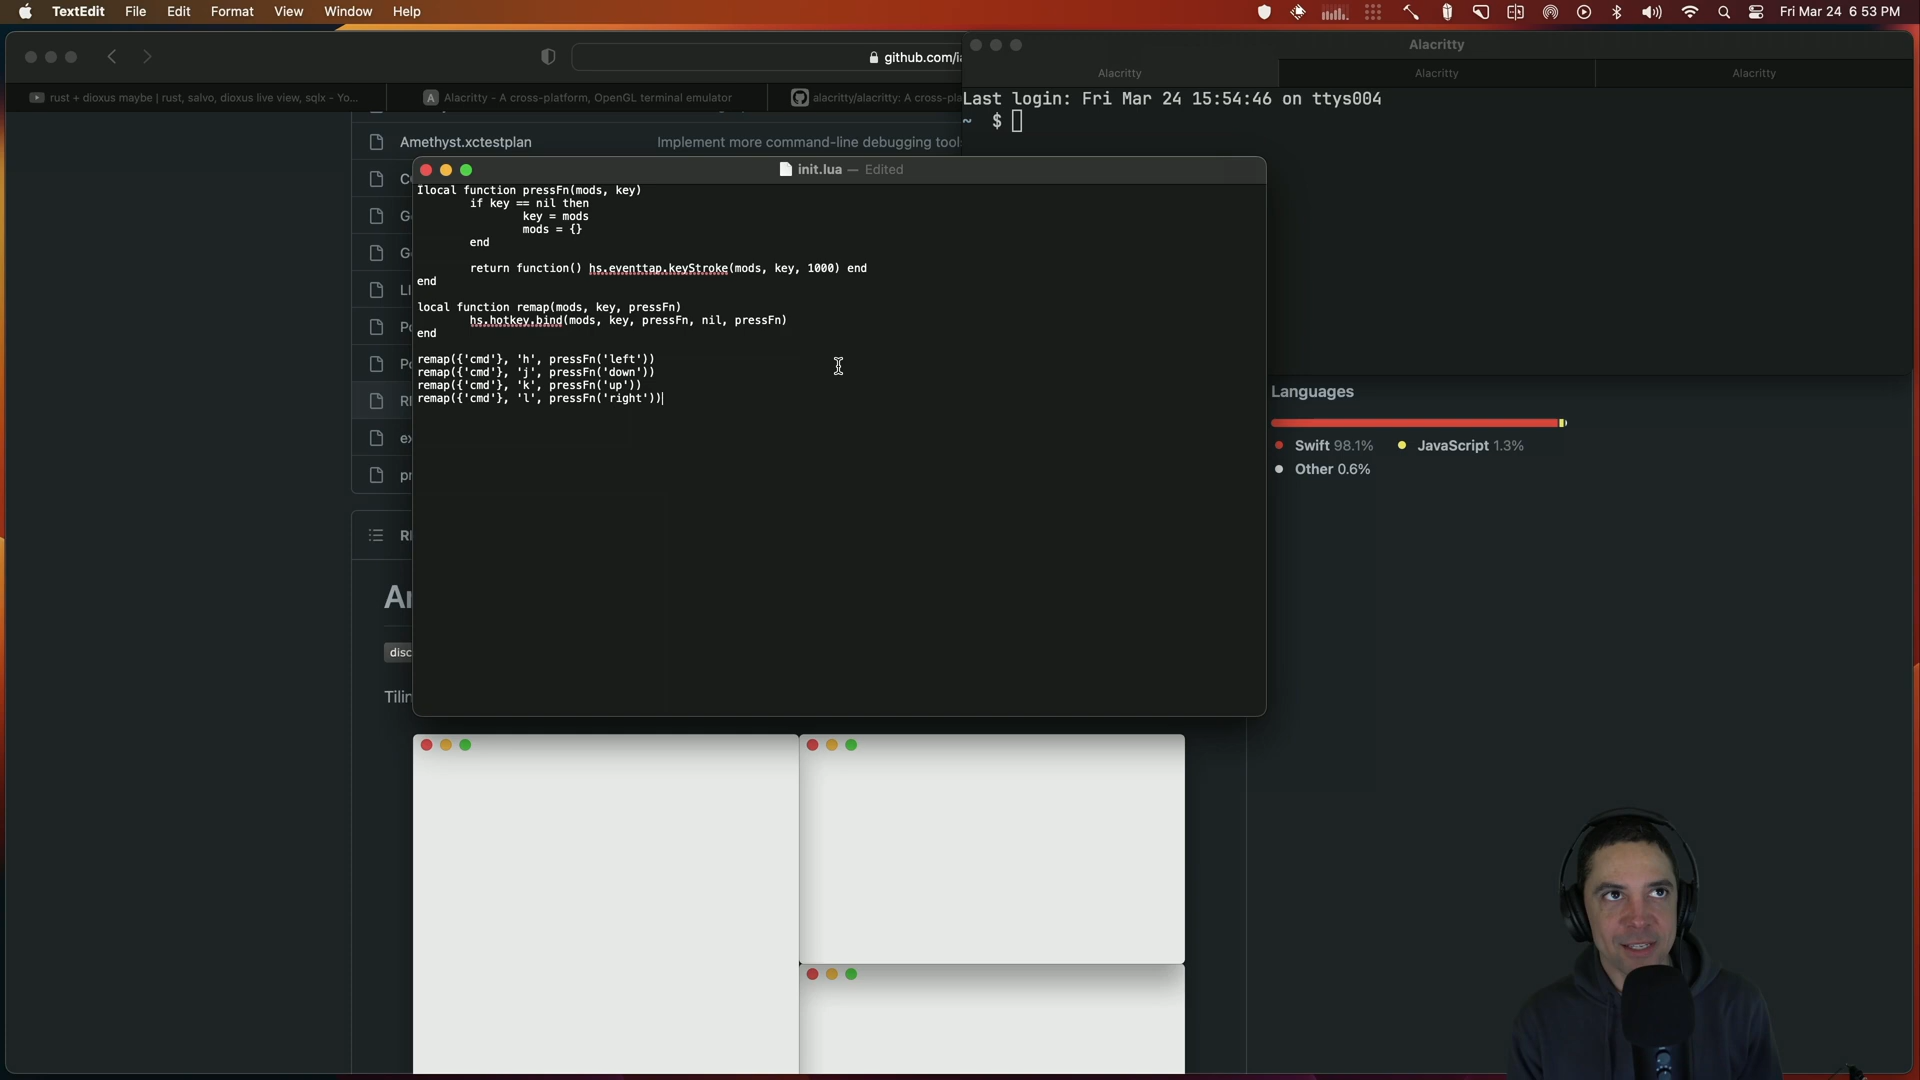 TextEdit File Edit Format View Window Help
Fri Mar 24 6:53 PM
github.com/ia
rust + dioxus maybe | rust, salvo, dioxus live view, sqlx - Yo...
Alacritty - A cross-platform, OpenGL terminal emulator
alacritty/alacritty: A cross-pla
Alacritty
Alacritty
Alacritty
Alacritty
Last login: Fri Mar 24 15:54:46 on ttys004
~ $
Amethyst.xctestplan
Implement more command-line debugging tool
init.lua — Edited
Ilocal function pressFn(mods, key)
if key == nil then
key = mods
mods = {}
end
return function() hs.eventtap.keyStroke(mods, key, 1000) end
end
local function remap(mods, key, pressFn)
hs.hotkey.bind(mods, key, pressFn, nil, pressFn)
end
remap({'cmd'}, 'h', pressFn('left'))
remap({'cmd'}, 'j', pressFn('down'))
remap({'cmd'}, 'k', pressFn('up'))
remap({'cmd'}, 'l', pressFn('right'))
Languages
Swift 98.1% JavaScript 1.3%
Other 0.6%
disc
Tilin